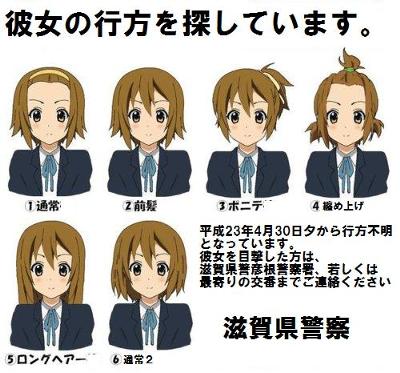 彼女の行方を探しています。
①通常
②前髪
③ポニテ
④纏め上げ
平成23年4月30日夕から行方不明
となっています。
彼女を目撃した方は、
滋賀県警彦根警察署、若しくは
最寄りの交番までご連絡ください
⑤ロングヘアー
⑥通常2
滋賀県警察